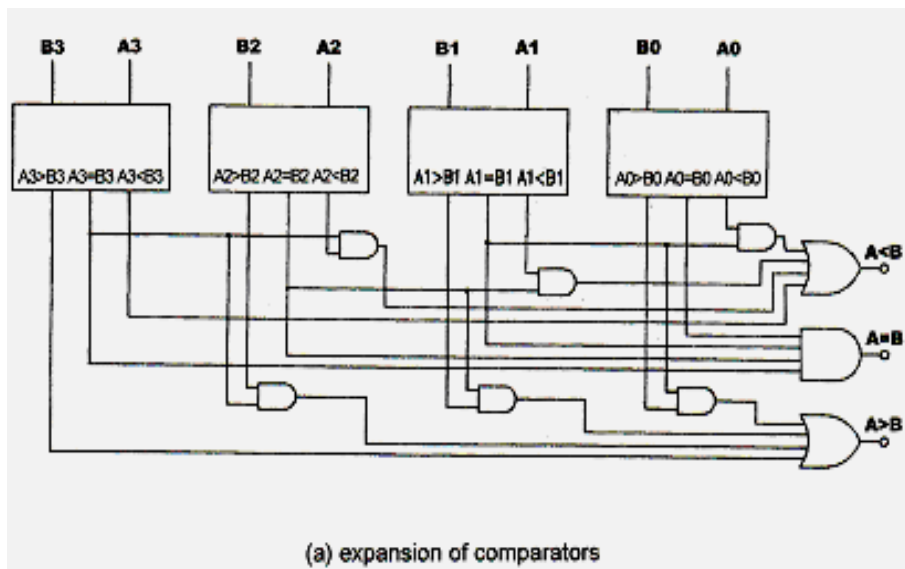 B3 A3 B2 A2 B1 A1 B0 A0
A3>B3 A3=B3 A3<B3 A2>B2 A2=B2 A2<B2 A1>B1 A1=B1 A1<B1 A0>B0 A0=B0 A0<B0
A<B
A=B
A>B
(a) expansion of comparators